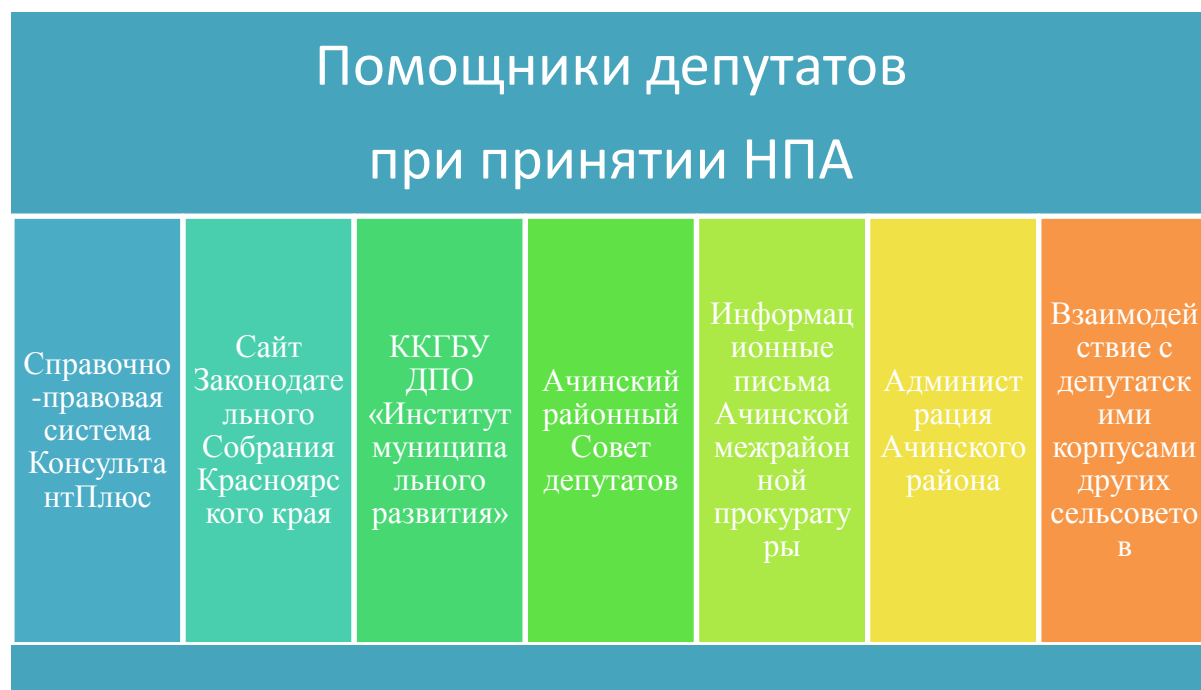 Помощники депутатов
при принятии НПА
Справочно
-правовая
система
Консульта
нтПлюс
Сайт
Законодате
льного
Собрания
Красноярс
кого края
ККГБУ
ДПО
«Институт
муниципа
льного
развития»
Ачинский
районный
Совет
депутатов
Информац
ионные
письма
Ачинской
межрайон
ной
прокурату
ры
Админист
рация
Ачинского
района
Взаимодей
ствие с
депутатск
ими
корпусами
других
сельсовето
в